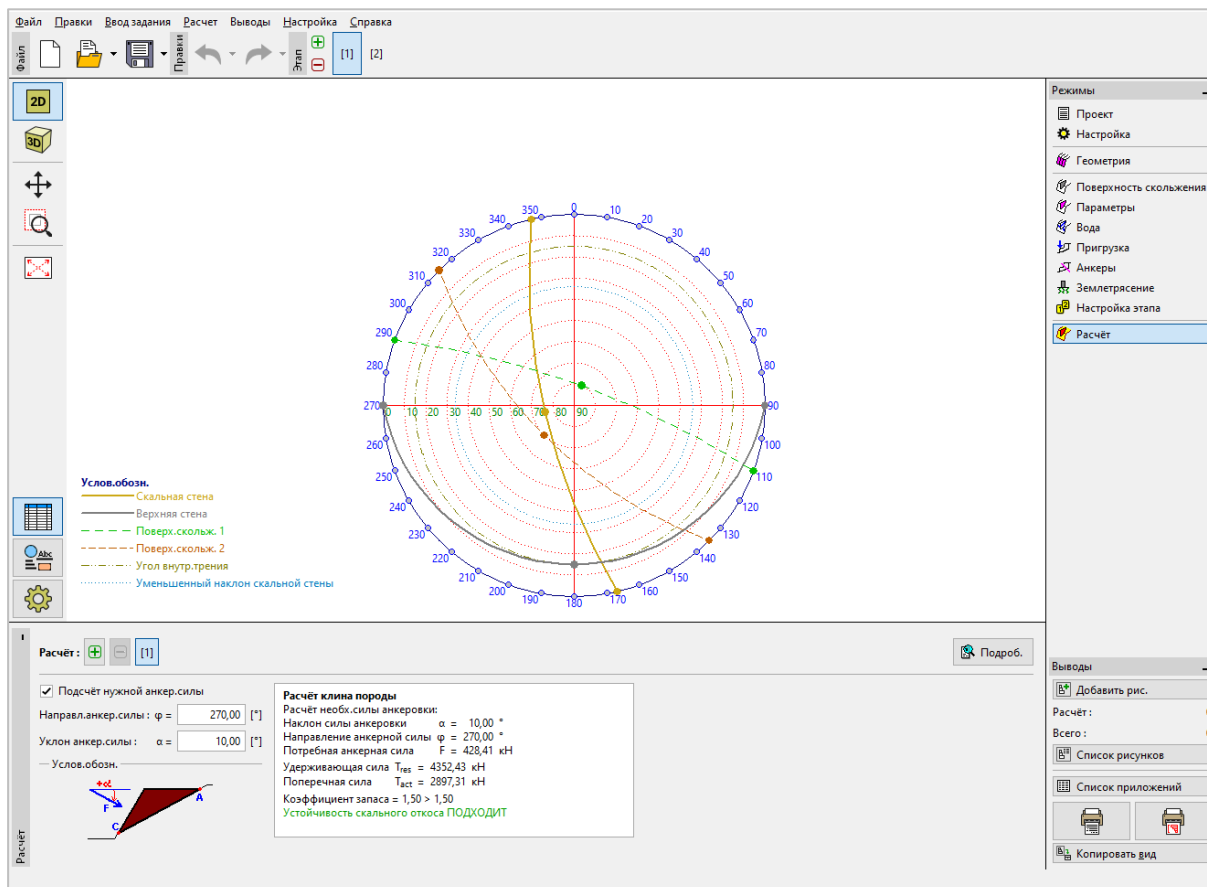 Файл Правки Ввод задания Расчет Выводы Настройка Справка
Файл
Правки
Этап
[1] [2]
2D
3D
0
10
20
30
40
50
60
70
80
90
100
110
120
130
140
150
160
170
180
190
200
210
220
230
240
250
260
270
280
290
300
310
320
330
340
350
0 10 20 30 40 50 60 70 80 90
Услов.обозн.
Скальная стена
Верхняя стена
Поверх.скольж. 1
Поверх.скольж. 2
Угол внутр.трения
Уменьшенный наклон скальной стены
Abc
Режимы
Проект
Настройка
Геометрия
Поверхность скольжения
Параметры
Вода
Пригрузка
Анкеры
Землетрясение
Настройка этапа
Расчёт
Расчёт : [1]
Подроб.
Подсчёт нужной анкер.силы
Направл.анкер.силы : φ = 270,00 [°]
Уклон анкер.силы : α = 10,00 [°]
Услов.обозн.
+α
F
A
C
Расчёт клина породы
Расчёт необх.силы анкеровки:
Наклон силы анкеровки α = 10,00 °
Направление анкерной силы φ = 270,00 °
Потребная анкерная сила F = 428,41 кН
Удерживающая сила Tres = 4352,43 кН
Поперечная сила Tact = 2897,31 кН
Коэффициент запаса = 1,50 > 1,50
Устойчивость скального откоса ПОДХОДИТ
Расчёт
Выводы
Добавить рис.
Расчёт :
Всего :
Список рисунков
Список приложений
Копировать вид